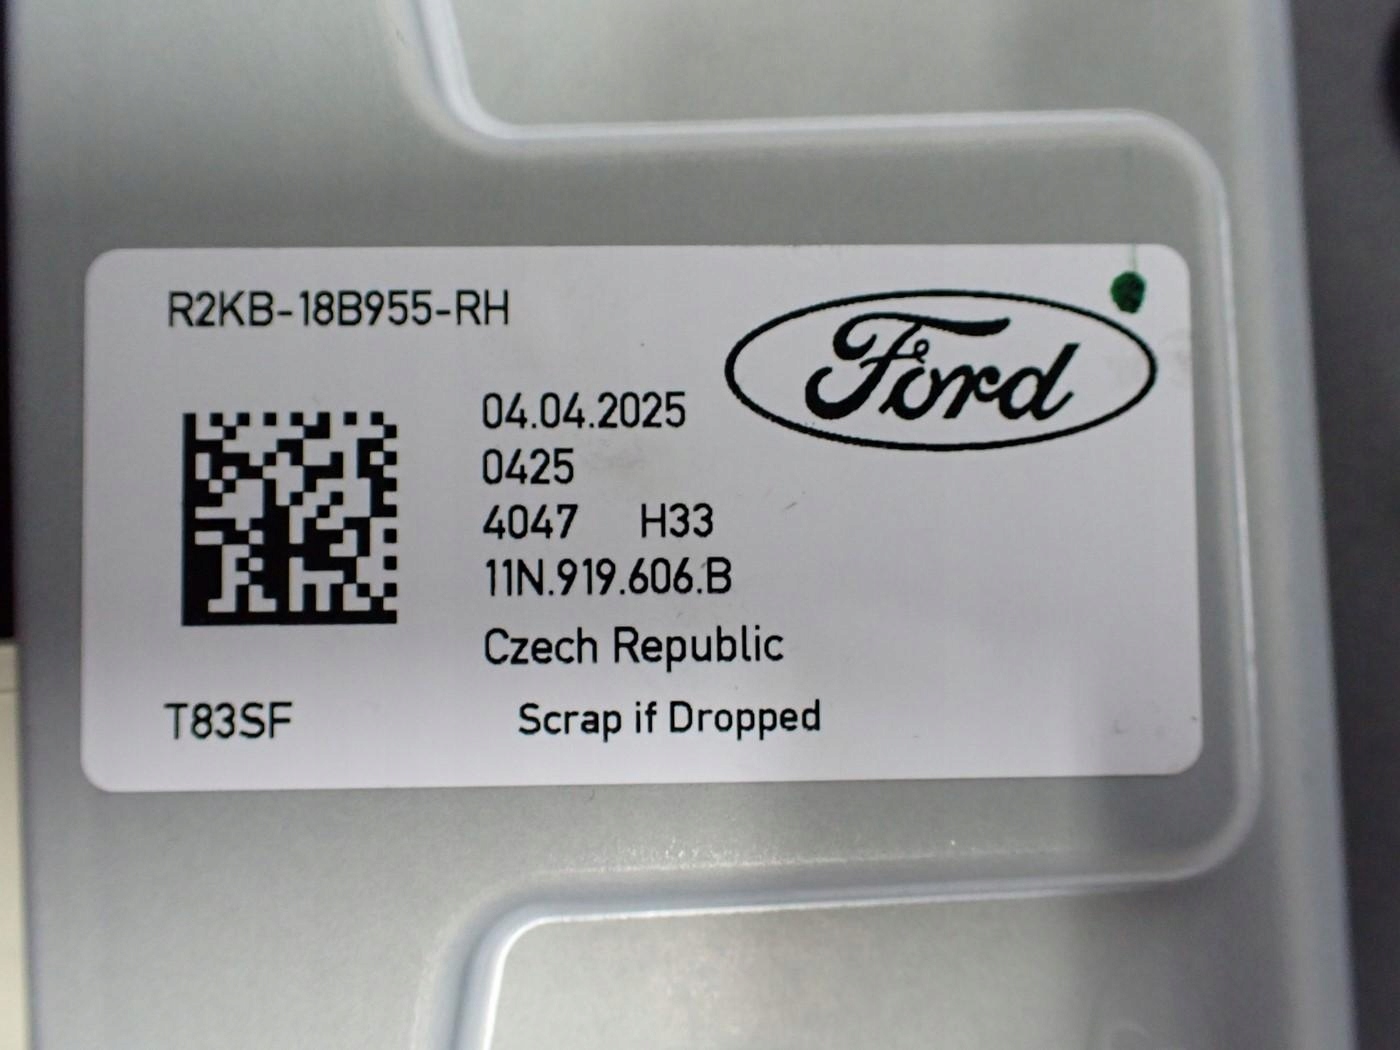 R2KB-18B955-RH
Ford
04.04.2025
0425
4047 H33
11N.919.606.B
Czech Republic
T83SF Scrap if Dropped